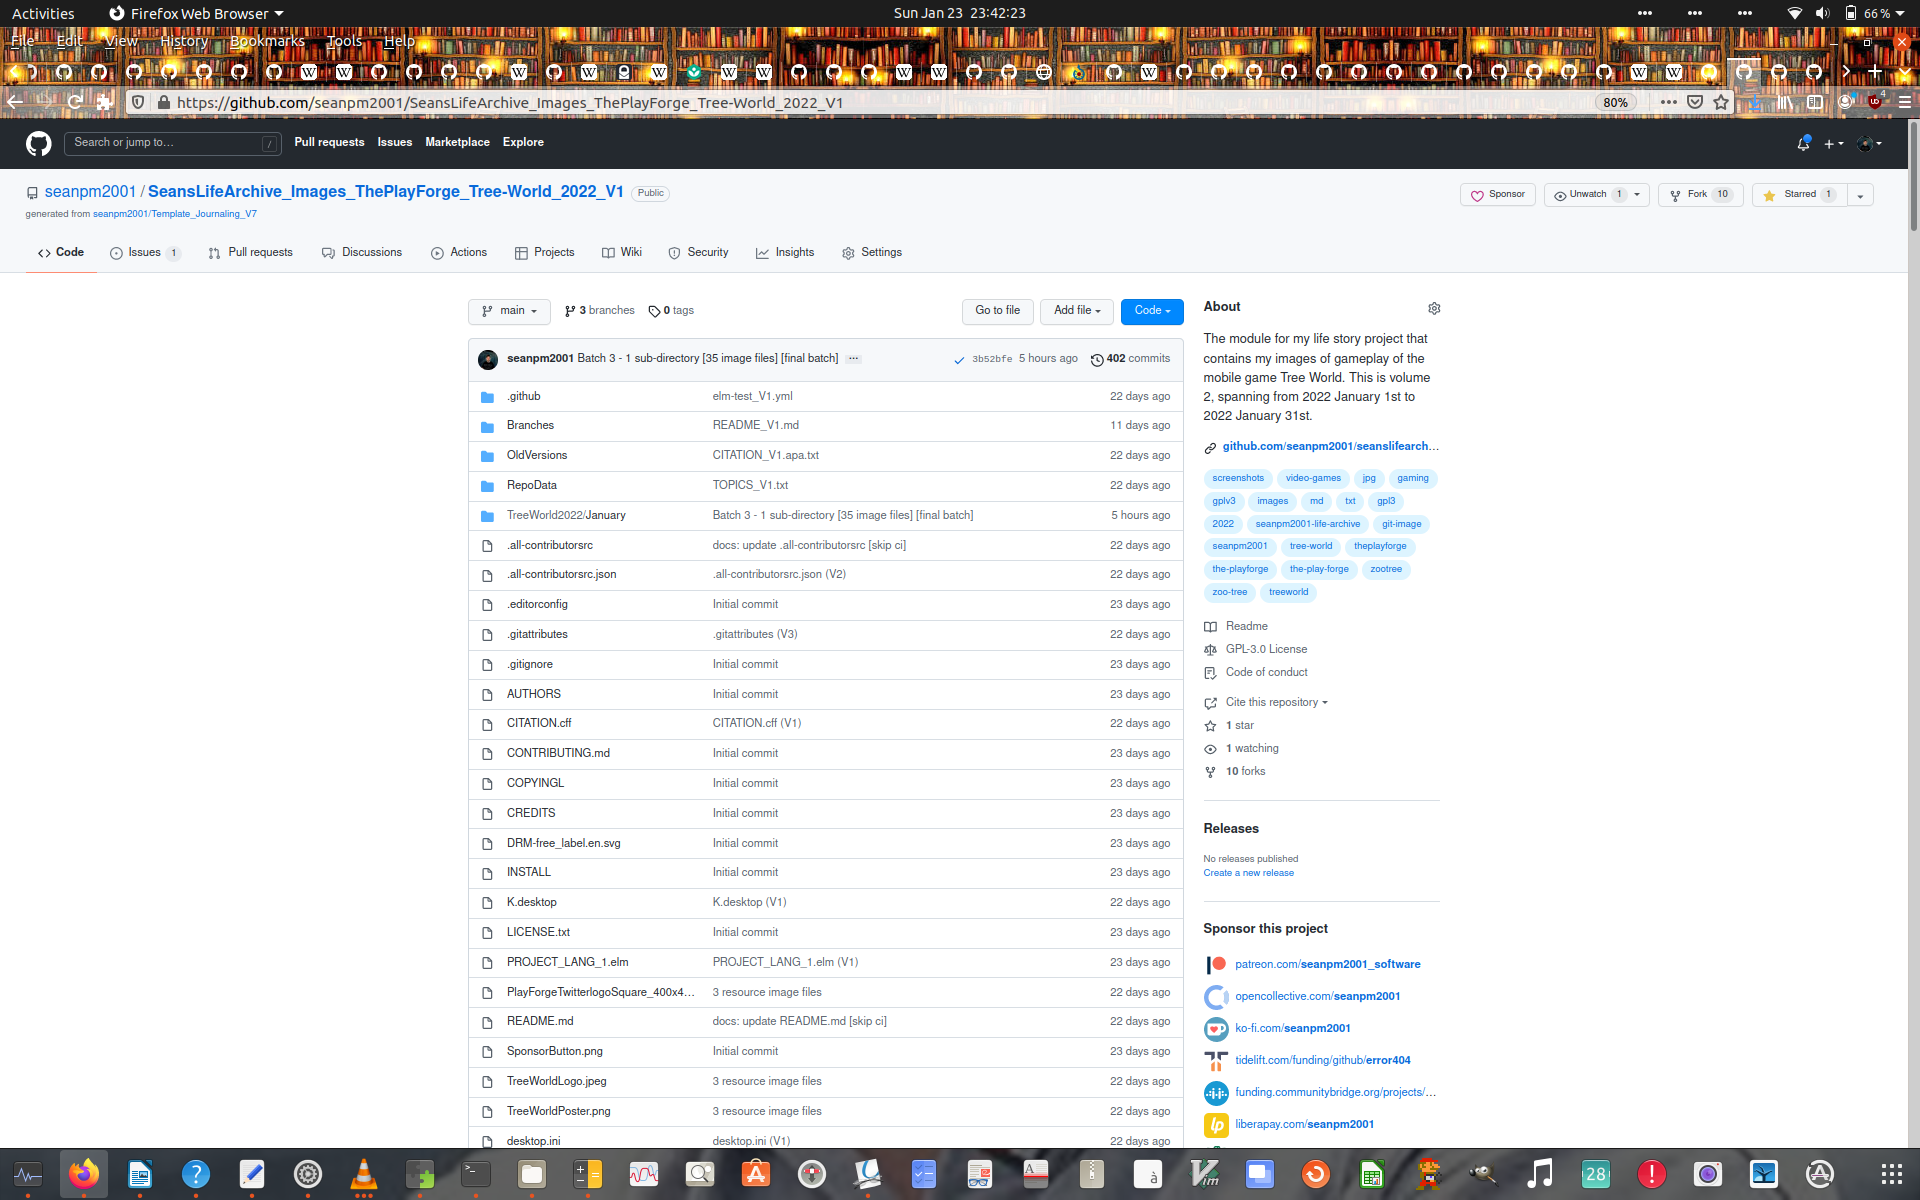 Activities
Firefox Web Browser
Sun Jan 23 23:42:23
66 %
File Edit View History Bookmarks Tools Help
https://github.com/seanpm2001/SeansLifeArchive_Images_ThePlayForge_Tree-World_2022_V1
80%
4
Search or jump to…
/
Pull requests
Issues
Marketplace
Explore
seanpm2001 / SeansLifeArchive_Images_ThePlayForge_Tree-World_2022_V1
Public
generated from seanpm2001/Template_Journaling_V7
Sponsor
Unwatch 1
Fork 10
Starred 1
Code
Issues 1
Pull requests
Discussions
Actions
Projects
Wiki
Security
Insights
Settings
main
3 branches
0 tags
Go to file
Add file
Code
seanpm2001 Batch 3 - 1 sub-directory [35 image files] [final batch] ...
3b52bfe 5 hours ago
402 commits
.github elm-test_V1.yml 22 days ago
Branches README_V1.md 11 days ago
OldVersions CITATION_V1.apa.txt 22 days ago
RepoData TOPICS_V1.txt 22 days ago
TreeWorld2022/January Batch 3 - 1 sub-directory [35 image files] [final batch] 5 hours ago
.all-contributorsrc docs: update .all-contributorsrc [skip ci] 22 days ago
.all-contributorsrc.json .all-contributorsrc.json (V2) 22 days ago
.editorconfig Initial commit 23 days ago
.gitattributes .gitattributes (V3) 22 days ago
.gitignore Initial commit 23 days ago
AUTHORS Initial commit 23 days ago
CITATION.cff CITATION.cff (V1) 22 days ago
CONTRIBUTING.md Initial commit 23 days ago
COPYINGL Initial commit 23 days ago
CREDITS Initial commit 23 days ago
DRM-free_label.en.svg Initial commit 23 days ago
INSTALL Initial commit 23 days ago
K.desktop K.desktop (V1) 22 days ago
LICENSE.txt Initial commit 23 days ago
PROJECT_LANG_1.elm PROJECT_LANG_1.elm (V1) 23 days ago
PlayForgeTwitterlogoSquare_400x4… 3 resource image files 22 days ago
README.md docs: update README.md [skip ci] 22 days ago
SponsorButton.png Initial commit 23 days ago
TreeWorldLogo.jpeg 3 resource image files 22 days ago
TreeWorldPoster.png 3 resource image files 22 days ago
desktop.ini desktop.ini (V1) 22 days ago
About
The module for my life story project that
contains my images of gameplay of the
mobile game Tree World. This is volume
2, spanning from 2022 January 1st to
2022 January 31st.
github.com/seanpm2001/seanslifearch…
screenshots video-games jpg gaming
gplv3 images md txt gpl3
2022 seanpm2001-life-archive git-image
seanpm2001 tree-world theplayforge
the-playforge the-play-forge zootree
zoo-tree treeworld
Readme
GPL-3.0 License
Code of conduct
Cite this repository
1 star
1 watching
10 forks
Releases
No releases published
Create a new release
Sponsor this project
patreon.com/seanpm2001_software
opencollective.com/seanpm2001
ko-fi.com/seanpm2001
tidelift.com/funding/github/error404
funding.communitybridge.org/projects/…
lp
liberapay.com/seanpm2001
28